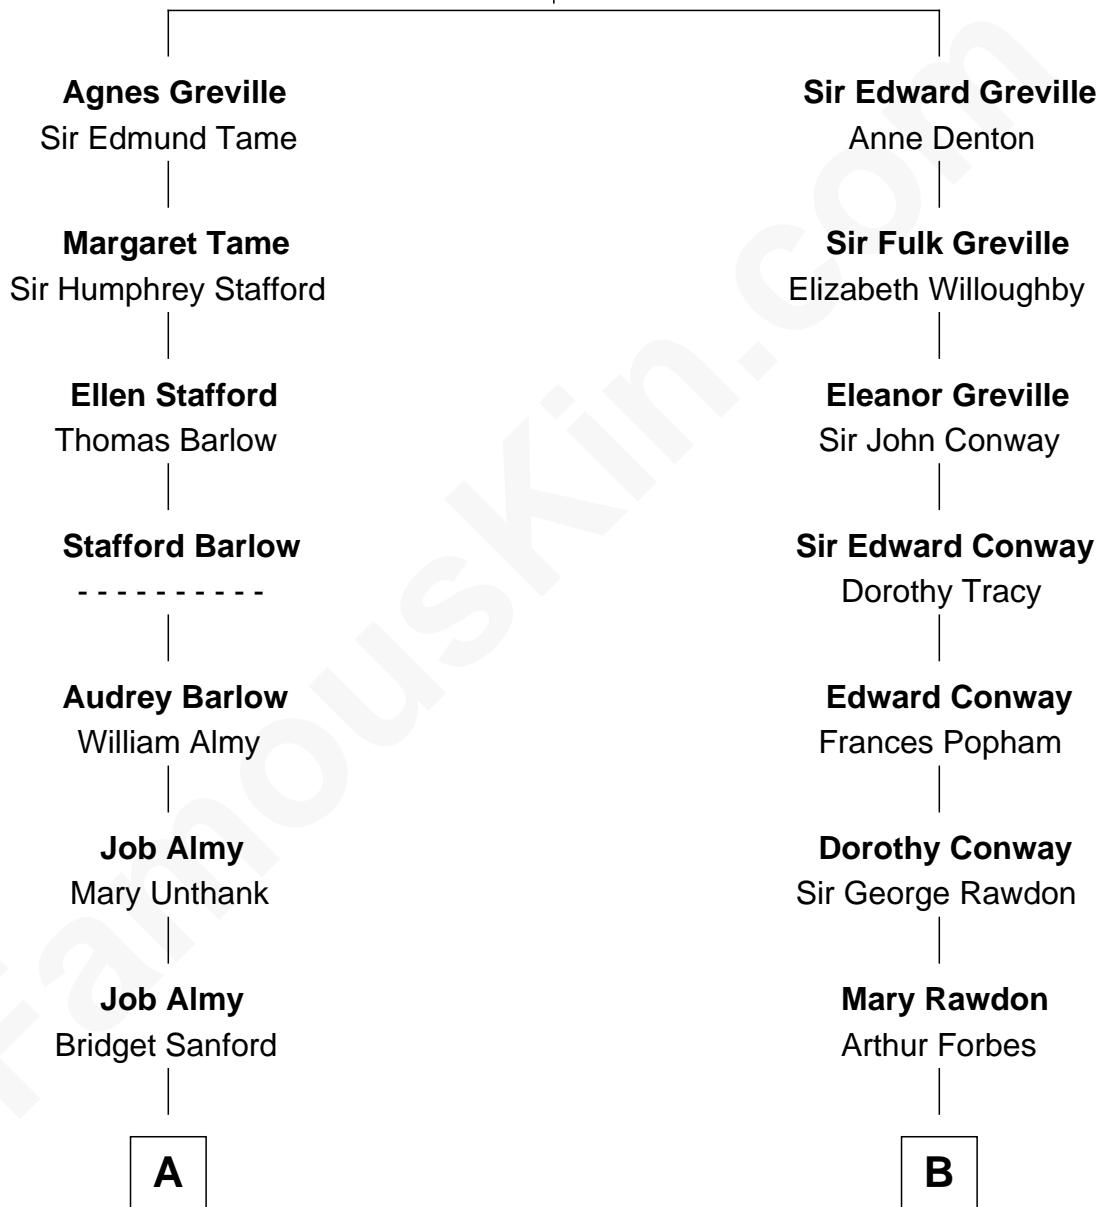 Agnes Greville
Sir Edmund Tame
Margaret Tame
Sir Humphrey Stafford
Ellen Stafford
Thomas Barlow
Stafford Barlow
- - - - - - - - - -
Audrey Barlow
William Almy
Job Almy
Mary Unthank
Job Almy
Bridget Sanford
A
Sir Edward Greville
Anne Denton
Sir Fulk Greville
Elizabeth Willoughby
Eleanor Greville
Sir John Conway
Sir Edward Conway
Dorothy Tracy
Edward Conway
Frances Popham
Dorothy Conway
Sir George Rawdon
Mary Rawdon
Arthur Forbes
B
FamousKin.com